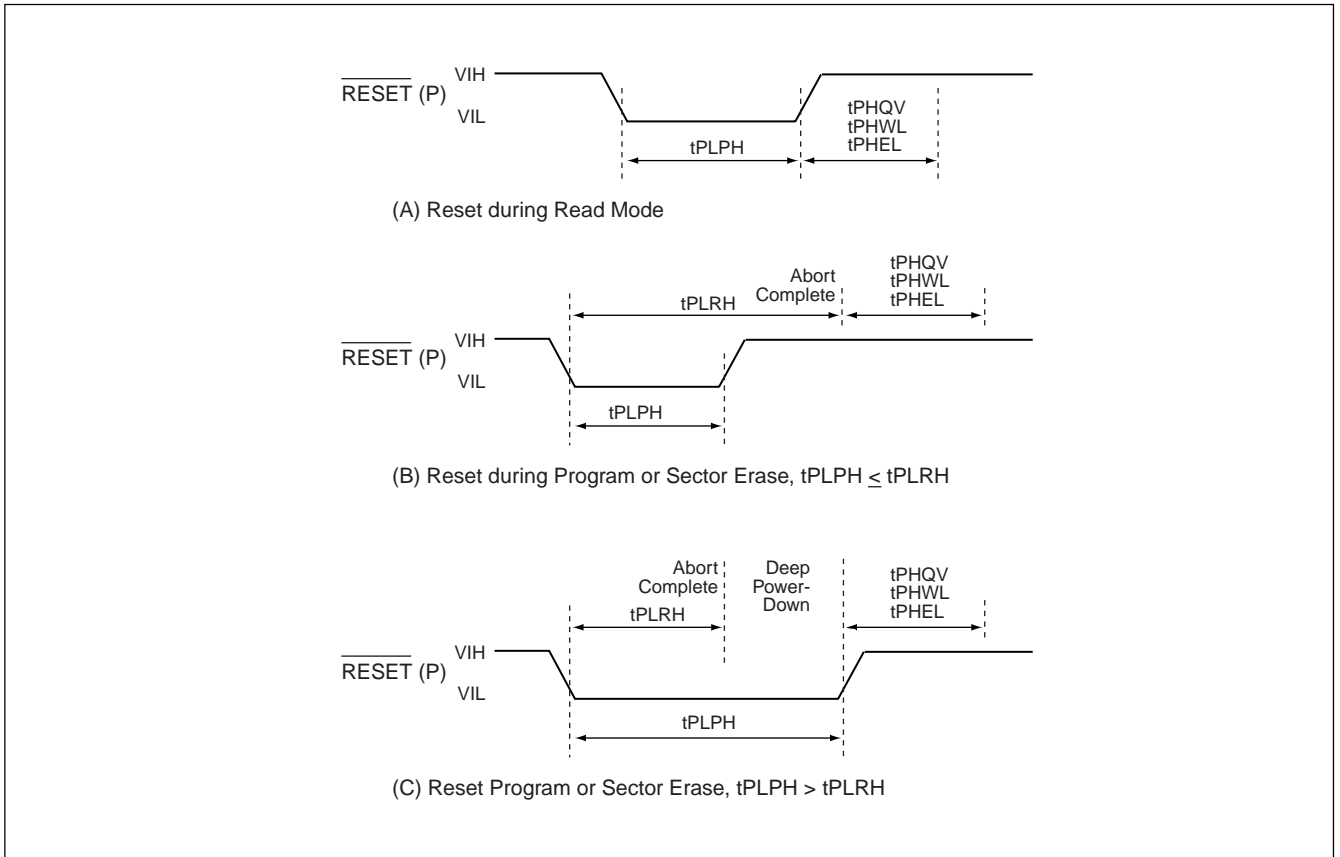 VIH
RESET (P)
VIL
tPHQV
tPHWL
tPHEL
tPLPH
(A) Reset during Read Mode
Abort
Complete
tPHQV
tPHWL
tPHEL
tPLRH
VIH
RESET (P)
VIL
tPLPH
(B) Reset during Program or Sector Erase, tPLPH ≤ tPLRH
Abort
Complete
Deep
Power-
Down
tPHQV
tPHWL
tPHEL
tPLRH
VIH
RESET (P)
VIL
tPLPH
(C) Reset Program or Sector Erase, tPLPH > tPLRH